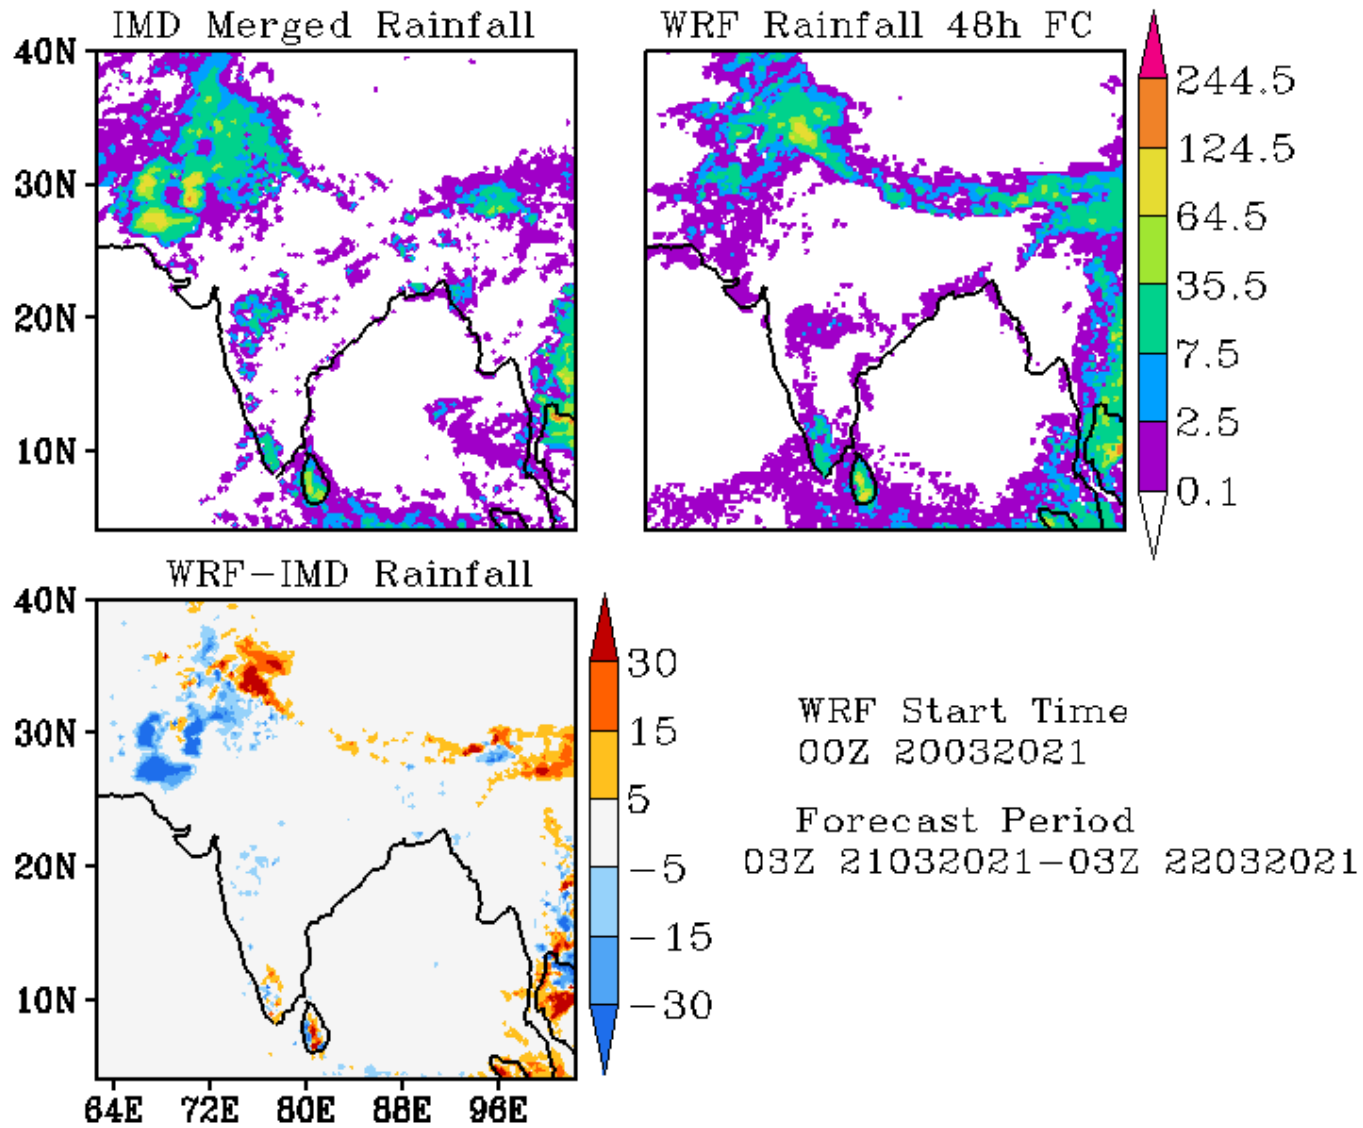 IMD Merged Rainfall
WRF Rainfall 48h FC
40N
30N
20N
10N
244.5
124.5
64.5
35.5
7.5
2.5
0.1
WRF-IMD Rainfall
40N
30N
20N
10N
64E 72E 80E 88E 96E
30
15
5
-5
-15
-30
WRF Start Time
00Z 20032021
Forecast Period
03Z 21032021-03Z 22032021